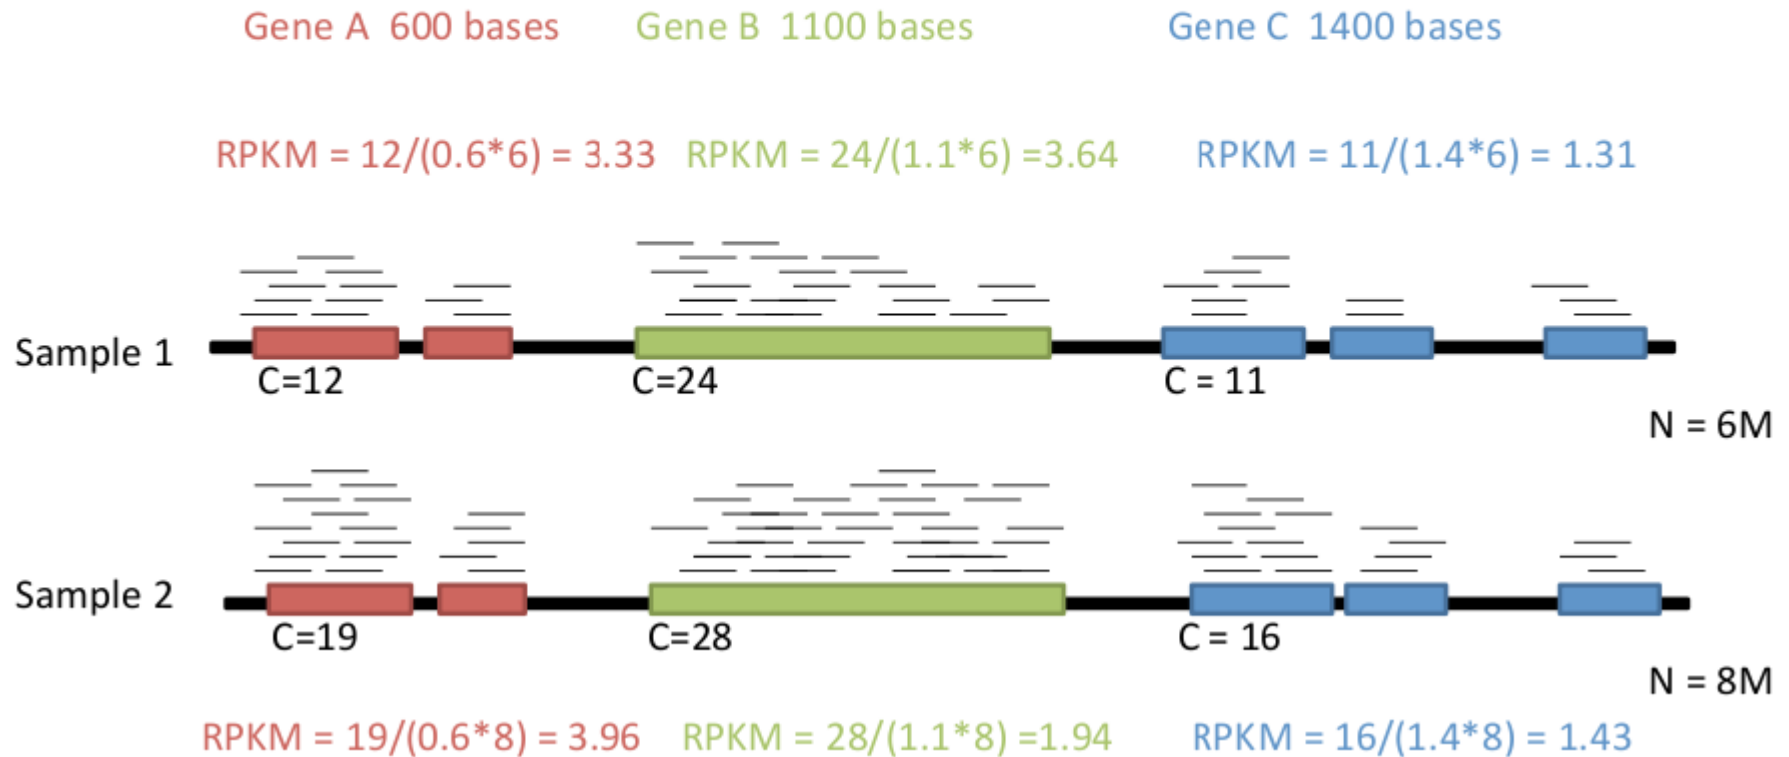 Gene A 600 bases
Gene B 1100 bases
Gene C 1400 bases
RPKM = 12/(0.6*6) = 3.33
RPKM = 24/(1.1*6) =3.64
RPKM = 11/(1.4*6) = 1.31
Sample 1
C=12
C=24
C = 11
N = 6M
Sample 2
C=19
C=28
C = 16
N = 8M
RPKM = 19/(0.6*8) = 3.96
RPKM = 28/(1.1*8) =1.94
RPKM = 16/(1.4*8) = 1.43